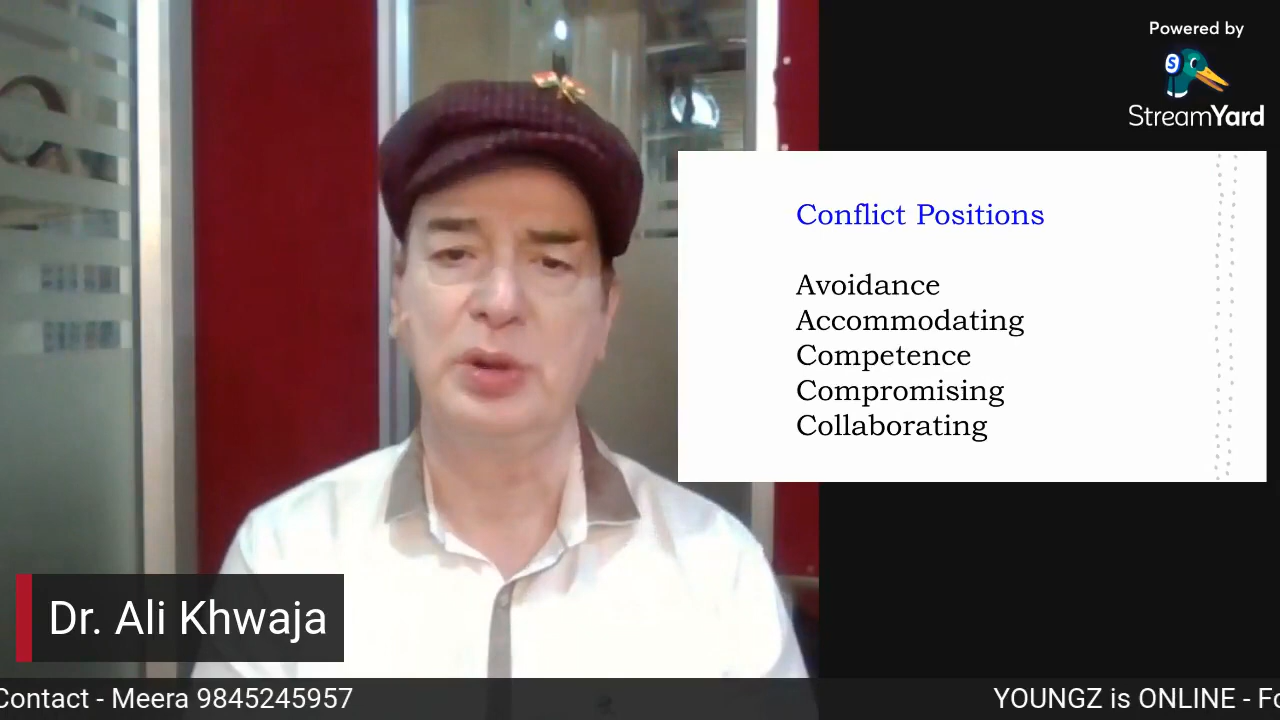 Powered by
StreamYard
Conflict Positions
Avoidance
Accommodating
Competence
Compromising
Collaborating
Dr. Ali Khwaja
Contact - Meera 9845245957
YOUNGZ is ONLINE - Fo